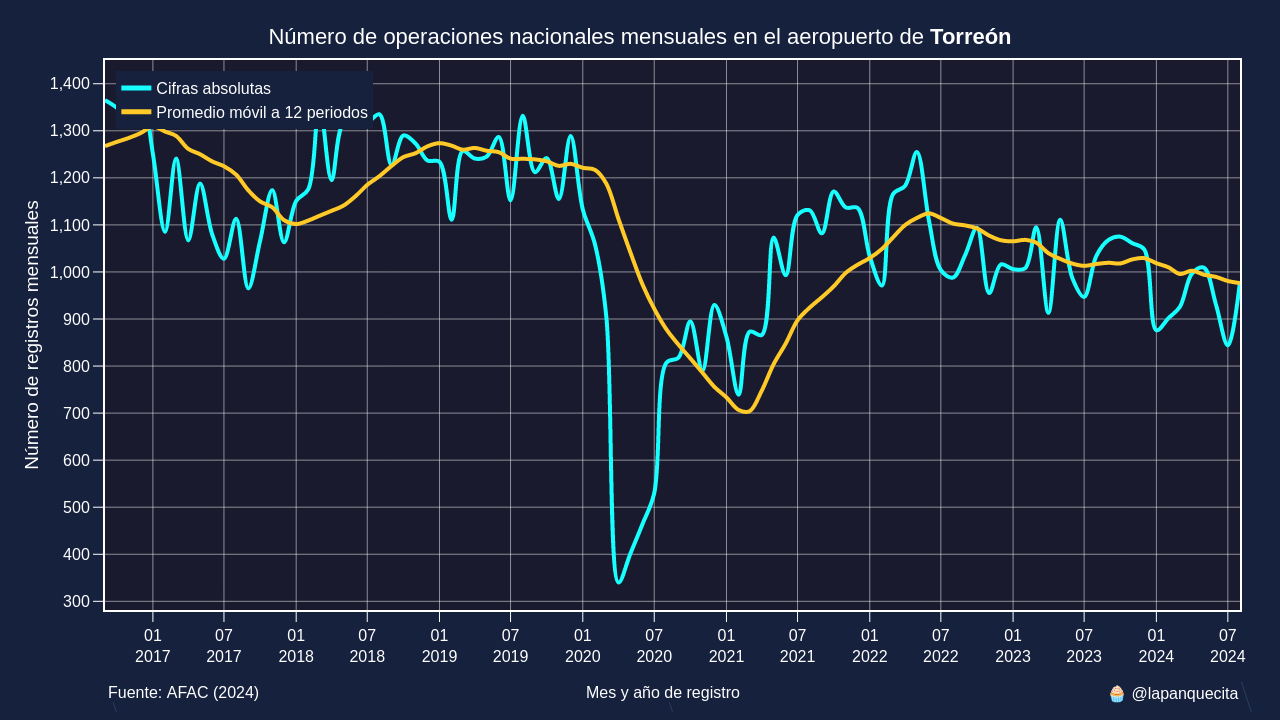 Número de operaciones nacionales mensuales en el aeropuerto de Torreón
Cifras absolutas
Promedio móvil a 12 periodos
Número de registros mensuales
1,400
1,300
1,200
1,100
1,000
900
800
700
600
500
400
300
01 07 01 07 01 07 01 07 01 07 01 07 01 07 01 07
2017 2017 2018 2018 2019 2019 2020 2020 2021 2021 2022 2022 2023 2023 2024 2024
Fuente: AFAC (2024)
Mes y año de registro
🧁 @lapanquecita